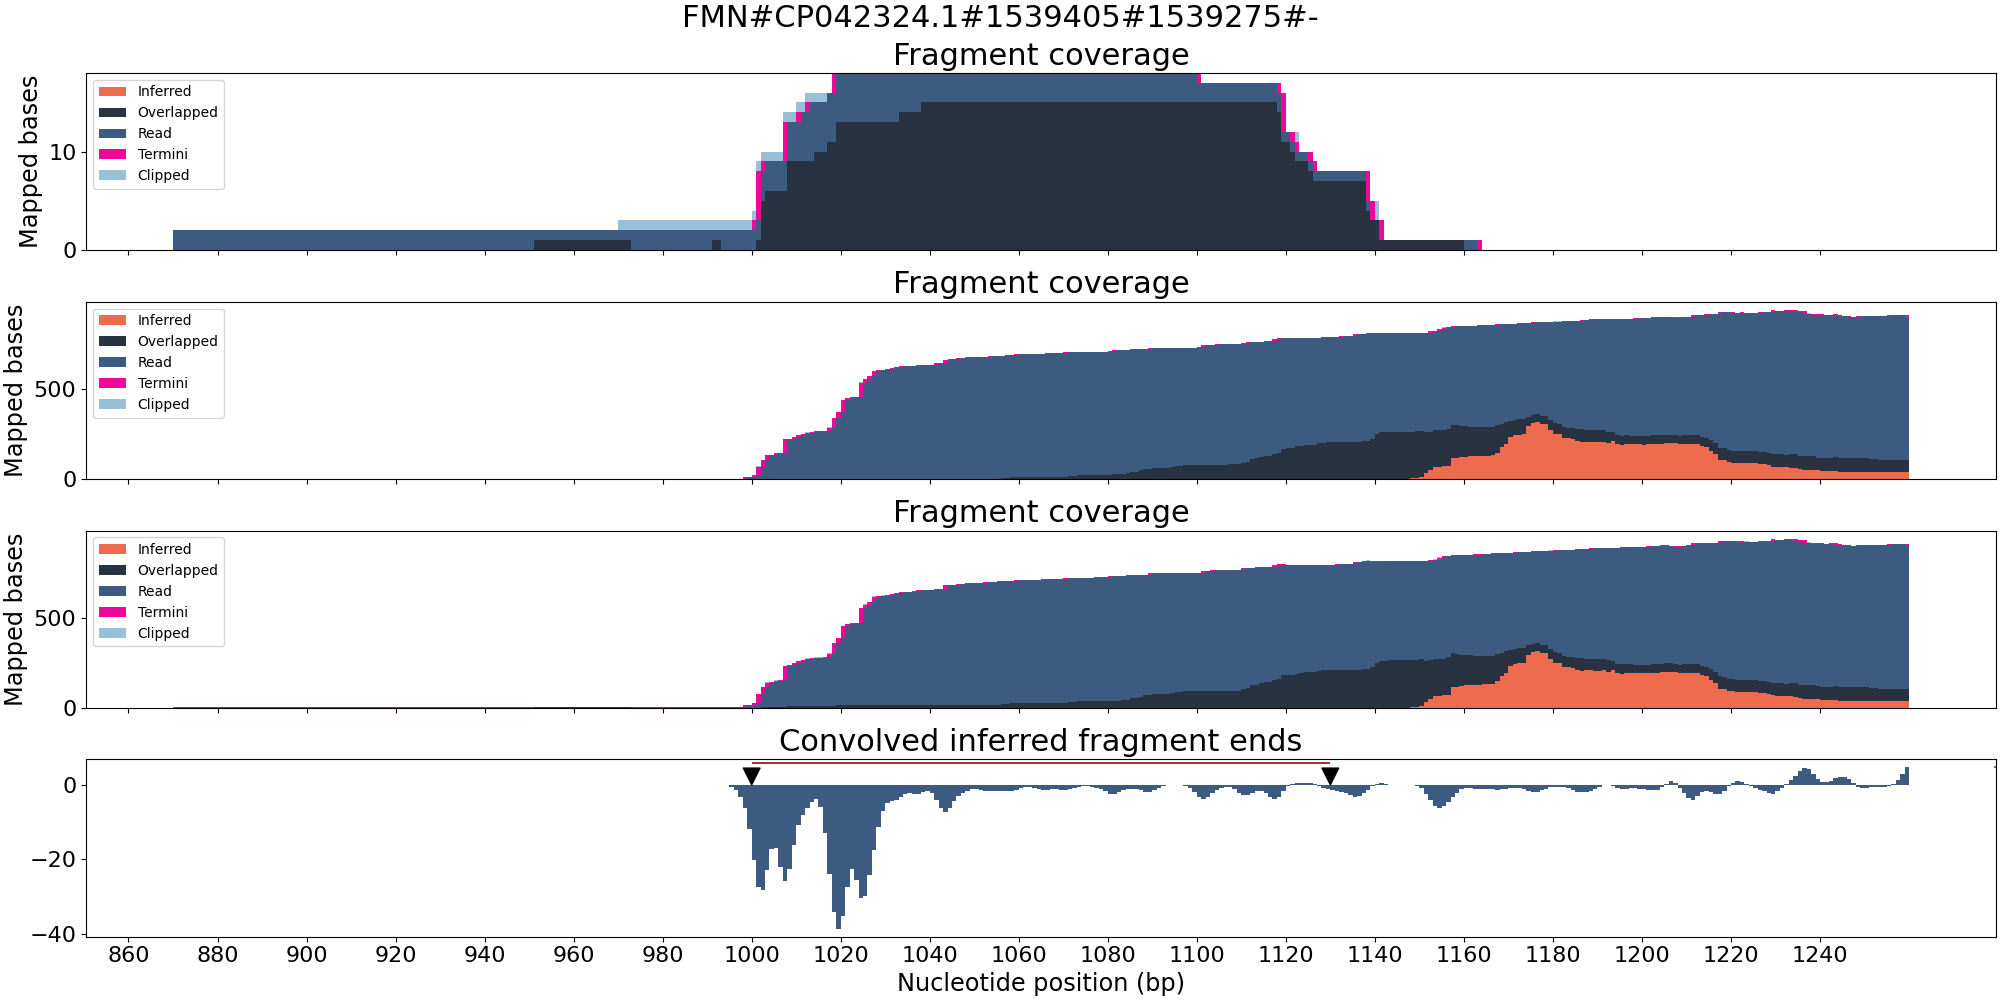 FMN#CP042324.1#1539405#1539275#-
Fragment coverage
Mapped bases
10
0
Inferred
Overlapped
Read
Termini
Clipped
Fragment coverage
Mapped bases
500
0
Inferred
Overlapped
Read
Termini
Clipped
Fragment coverage
Mapped bases
500
0
Inferred
Overlapped
Read
Termini
Clipped
Convolved inferred fragment ends
0
−20
−40
860 880 900 920 940 960 980 1000 1020 1040 1060 1080 1100 1120 1140 1160 1180 1200 1220 1240
Nucleotide position (bp)